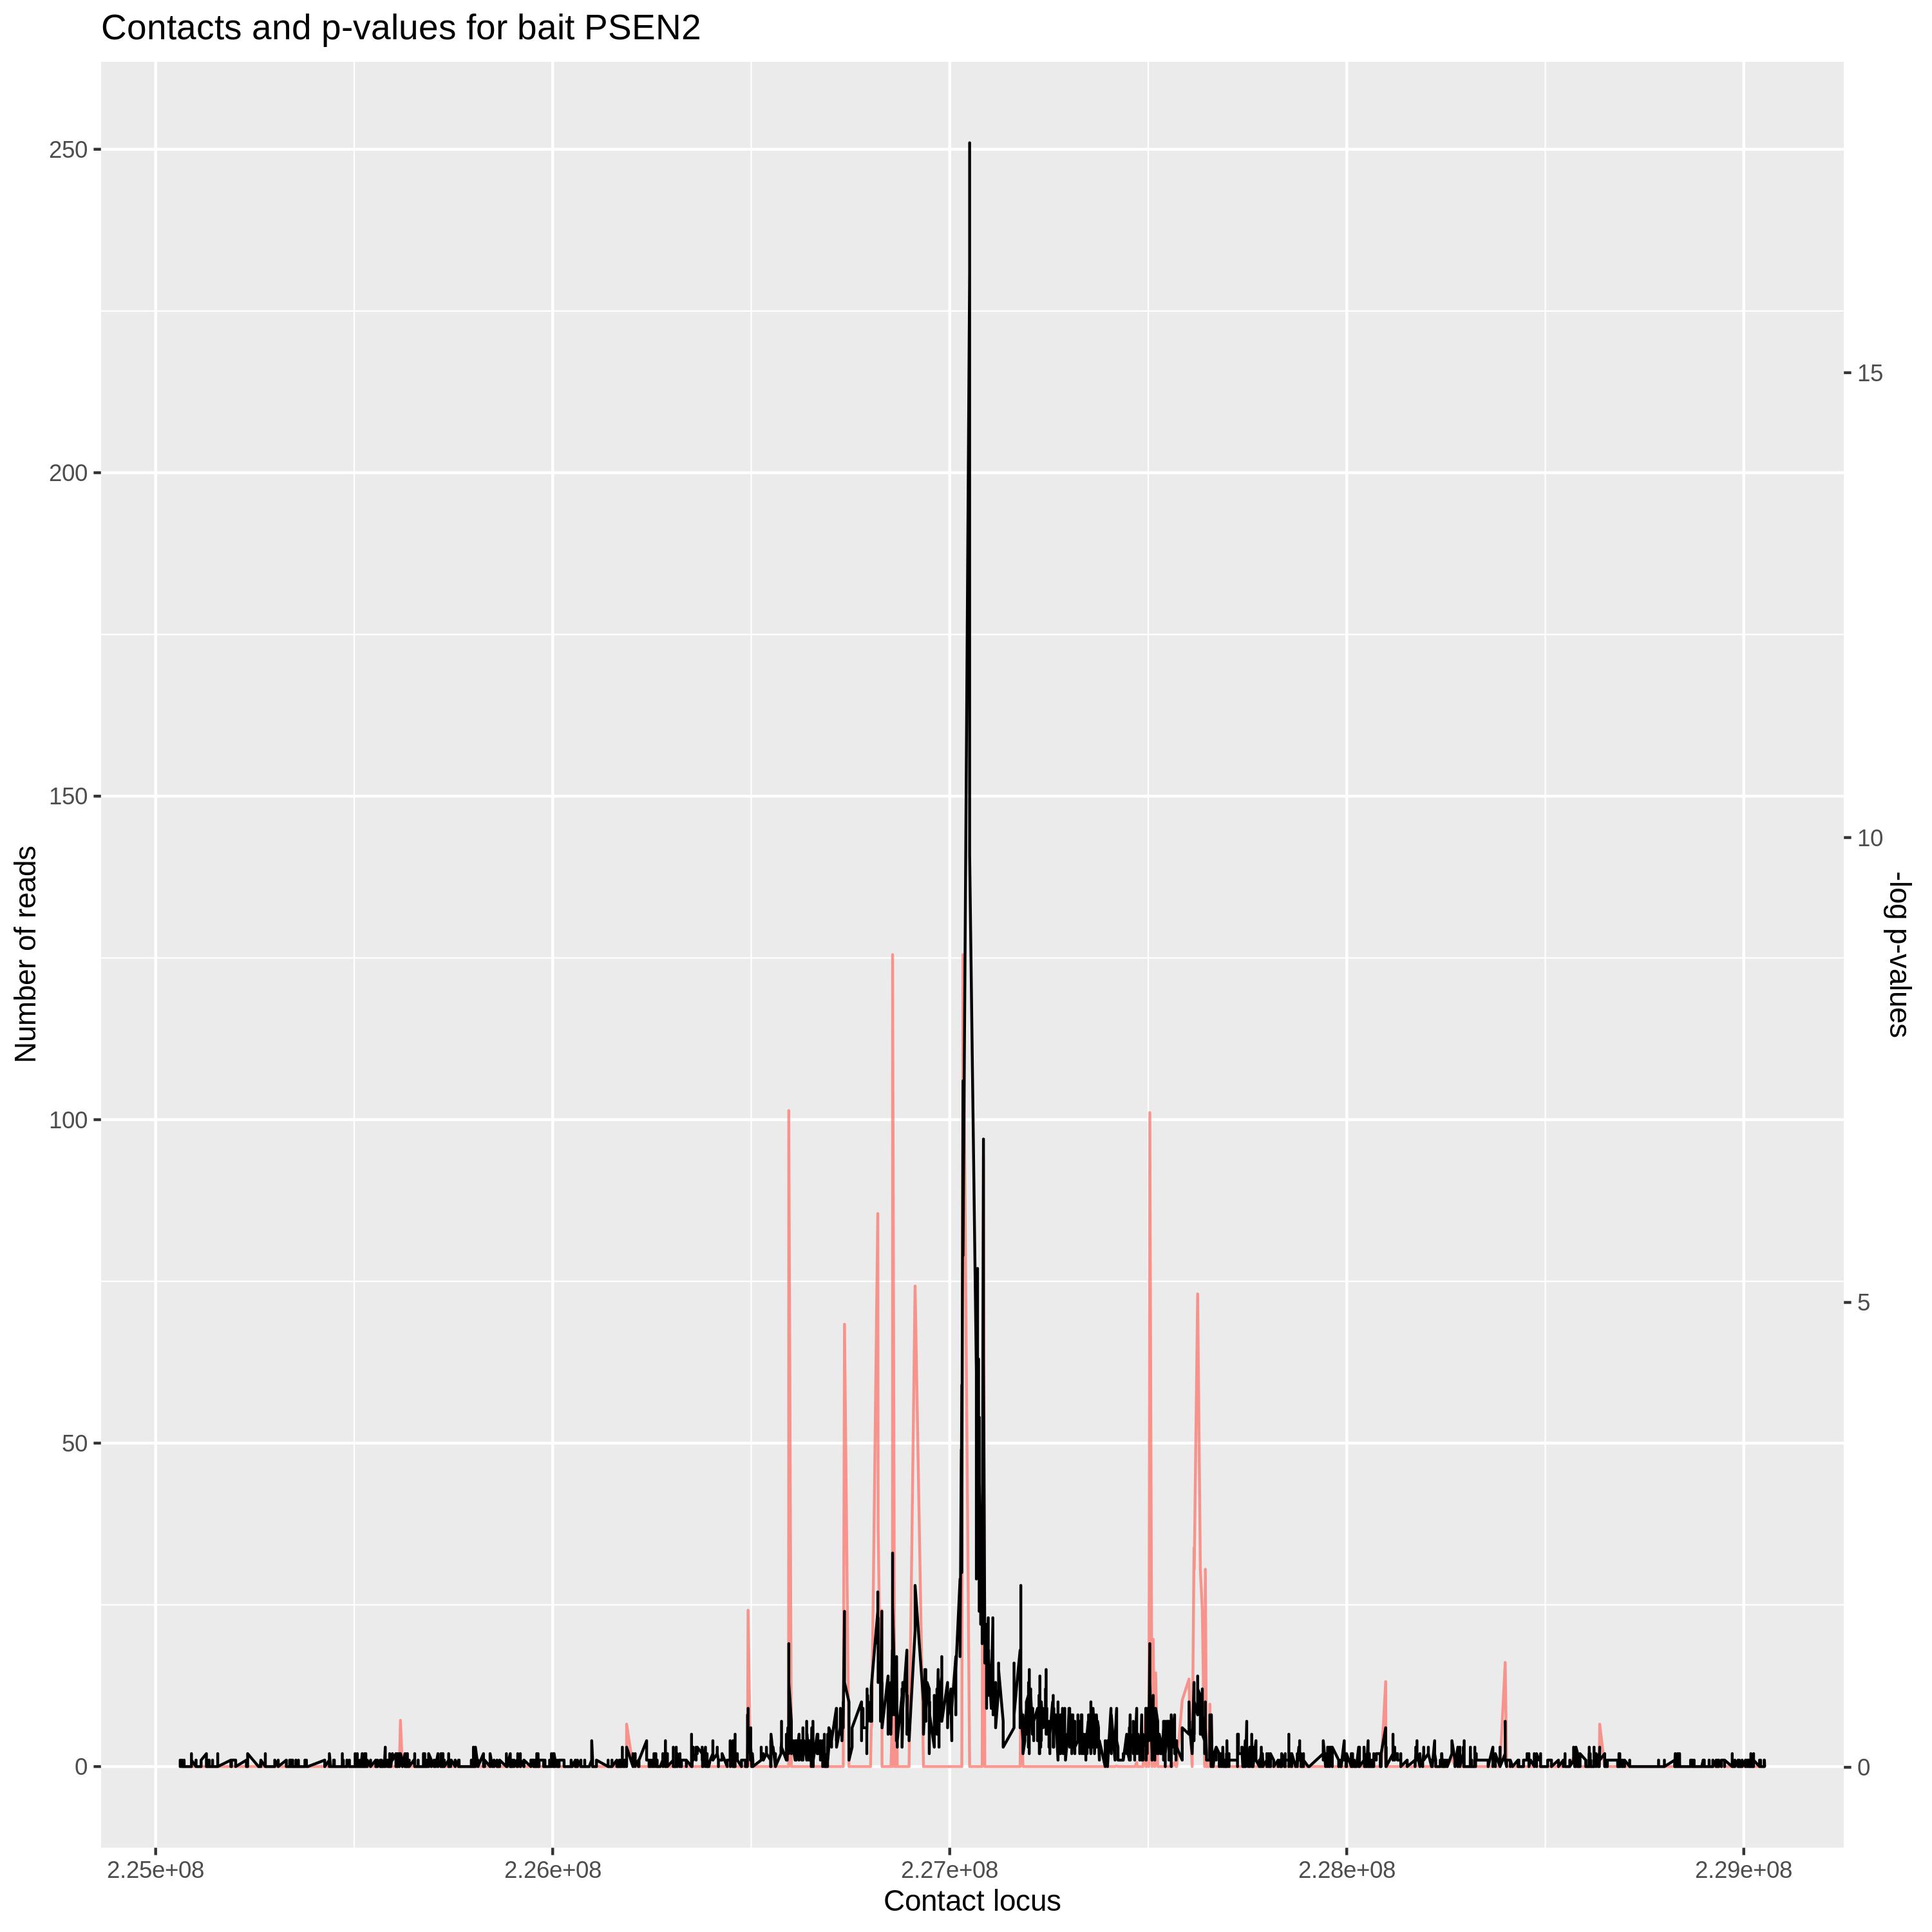 Contacts and p-values for bait PSEN2
250
200
150
100
50
0
Number of reads
15
10
5
0
-log p-values
2.25e+08
2.26e+08
2.27e+08
2.28e+08
2.29e+08
Contact locus